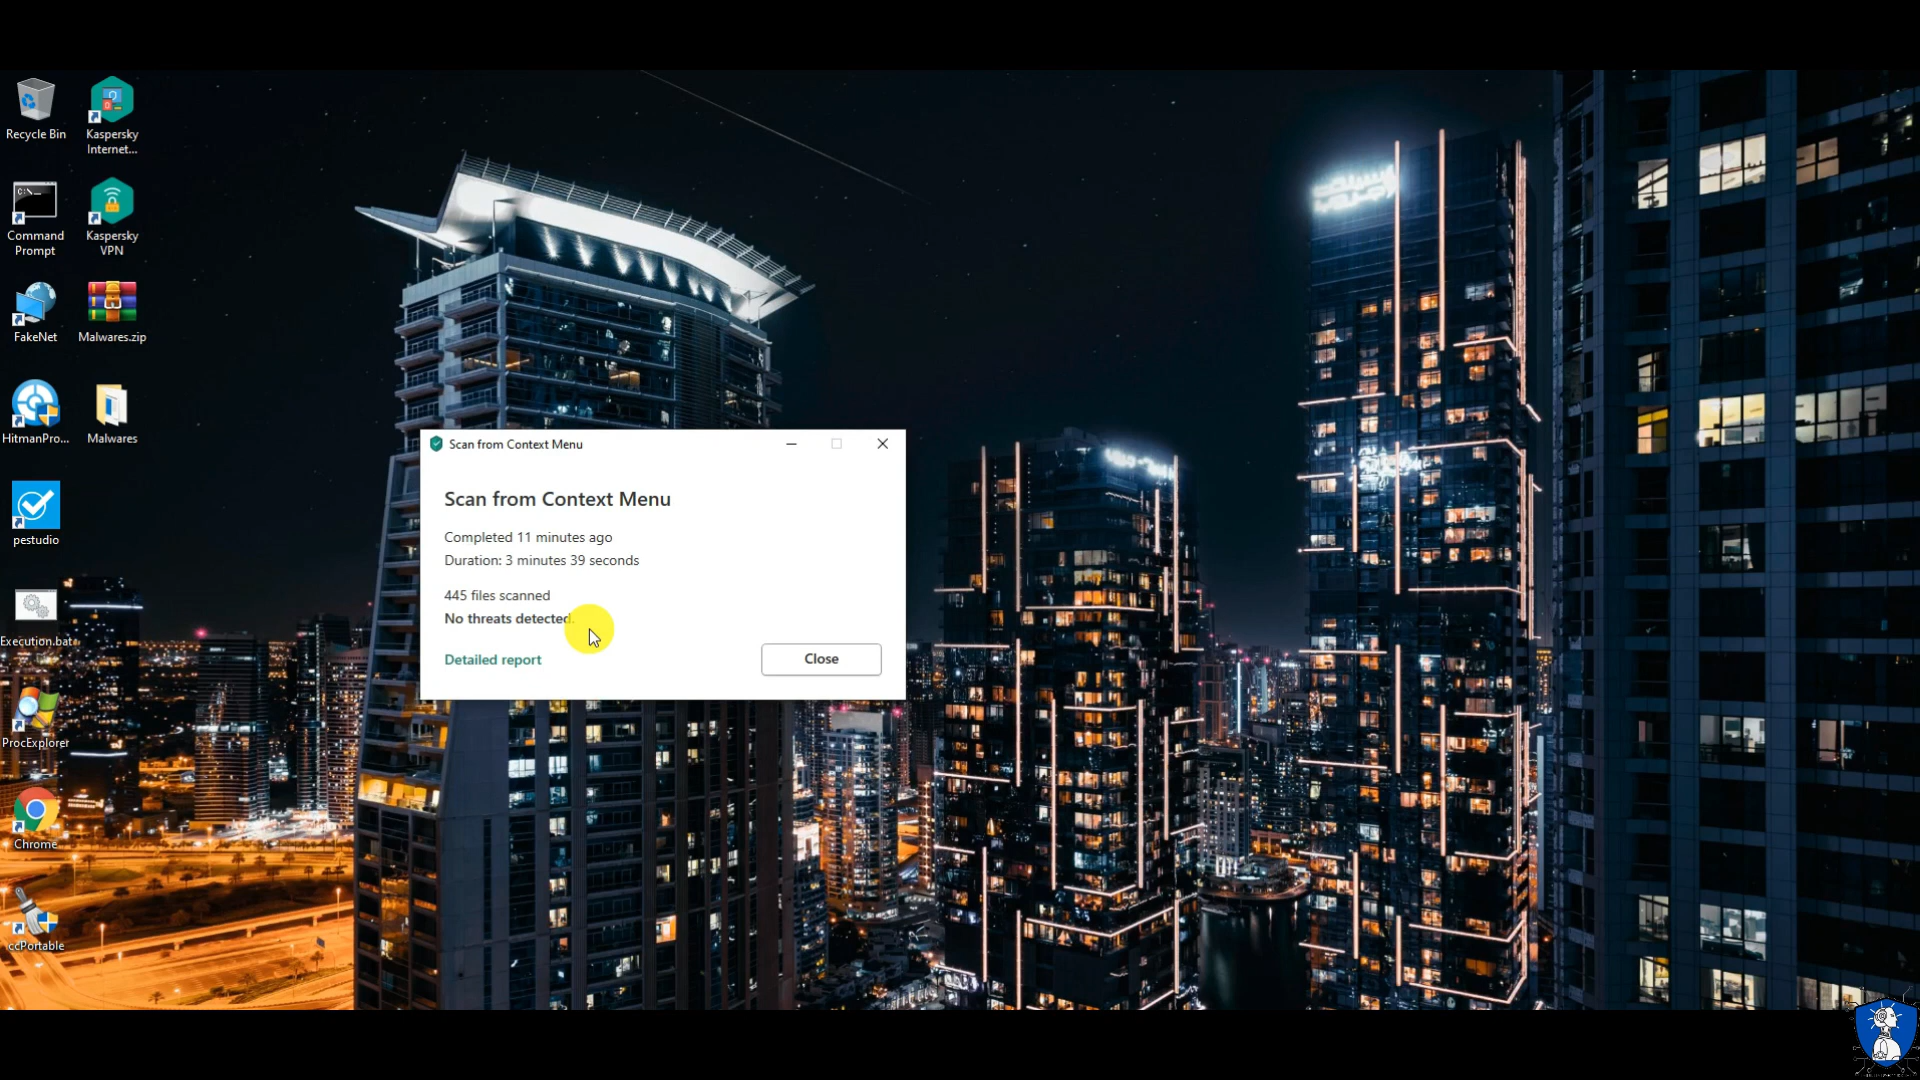 Recycle Bin
Kaspersky
Internet...
Command
Prompt
Kaspersky
VPN
FakeNet
Malwares.zip
HitmanPro...
Malwares
pestudio
Execution.bat
ProcExplorer
Chrome
ccPortable
Scan from Context Menu
Scan from Context Menu
Completed 11 minutes ago
Duration: 3 minutes 39 seconds
445 files scanned
No threats detected.
Detailed report
Close